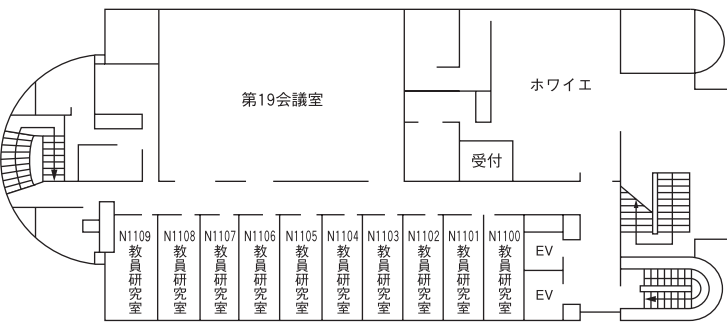 第19会議室
ホワイエ
受付
N1109
教員研究室
N1108
教員研究室
N1107
教員研究室
N1106
教員研究室
N1105
教員研究室
N1104
教員研究室
N1103
教員研究室
N1102
教員研究室
N1101
教員研究室
N1100
教員研究室
EV
EV